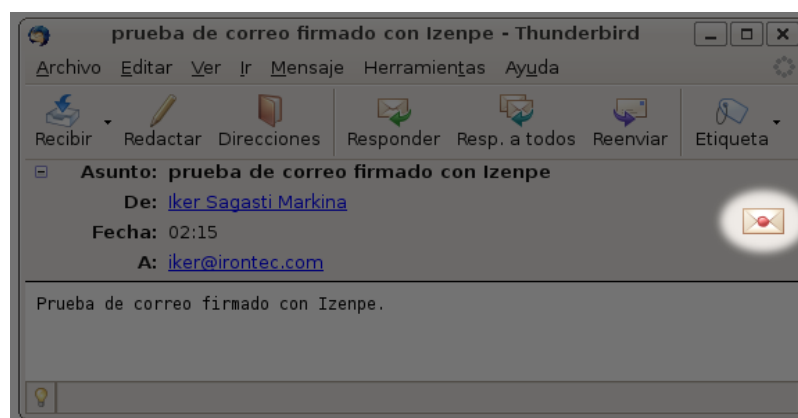 prueba de correo firmado con Izenpe - Thunderbird
Archivo Editar Ver Ir Mensaje Herramientas Ayuda
Recibir Redactar Direcciones Responder Resp. a todos Reenviar Etiqueta
Asunto: prueba de correo firmado con Izenpe
De: Iker Sagasti Markina
Fecha: 02:15
A: iker@irontec.com
Prueba de correo firmado con Izenpe.